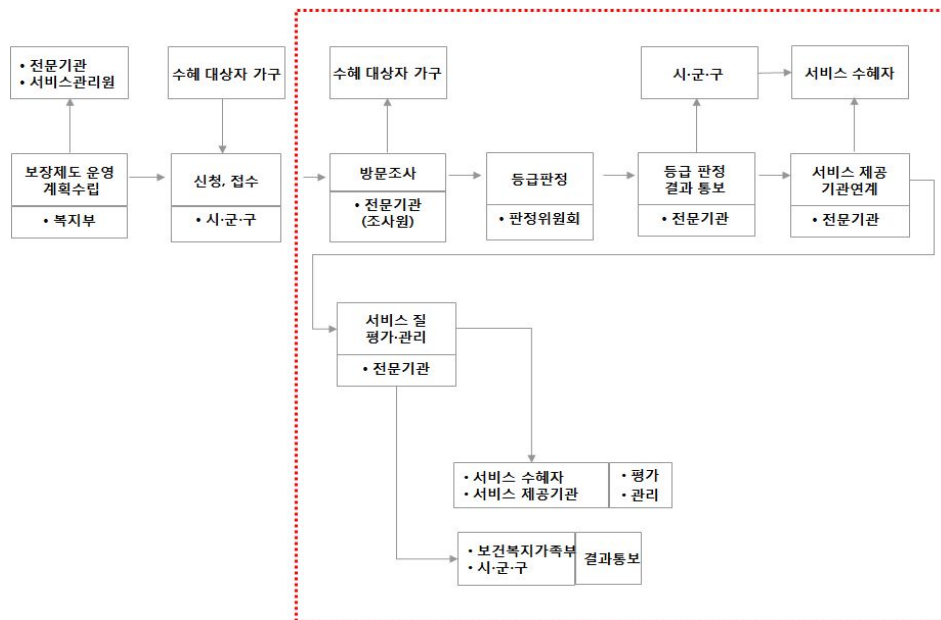 • 전문기관
• 서비스관리원
수혜 대상자 가구
수혜 대상자 가구
시·군·구
서비스 수혜자
보장제도 운영
계획수립
• 복지부
신청, 접수
• 시·군·구
방문조사
• 전문기관
(조사원)
등급판정
• 판정위원회
등급 판정
결과 통보
• 전문기관
서비스 제공
기관연계
• 전문기관
서비스 질
평가·관리
• 전문기관
• 서비스 수혜자
• 서비스 제공기관
• 평가
• 관리
• 보건복지가족부
• 시·군·구
결과통보